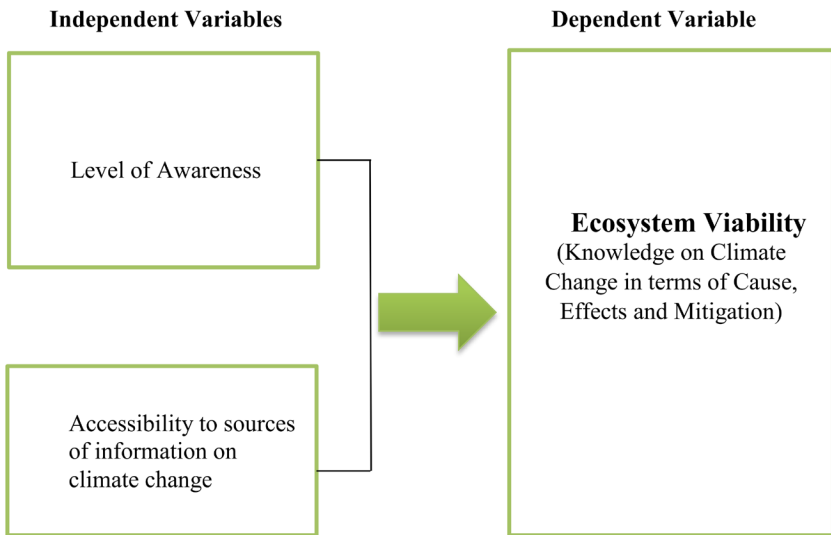 Independent Variables
Dependent Variable
Level of Awareness
Accessibility to sources
of information on
climate change
Ecosystem Viability
(Knowledge on Climate
Change in terms of Cause,
Effects and Mitigation)